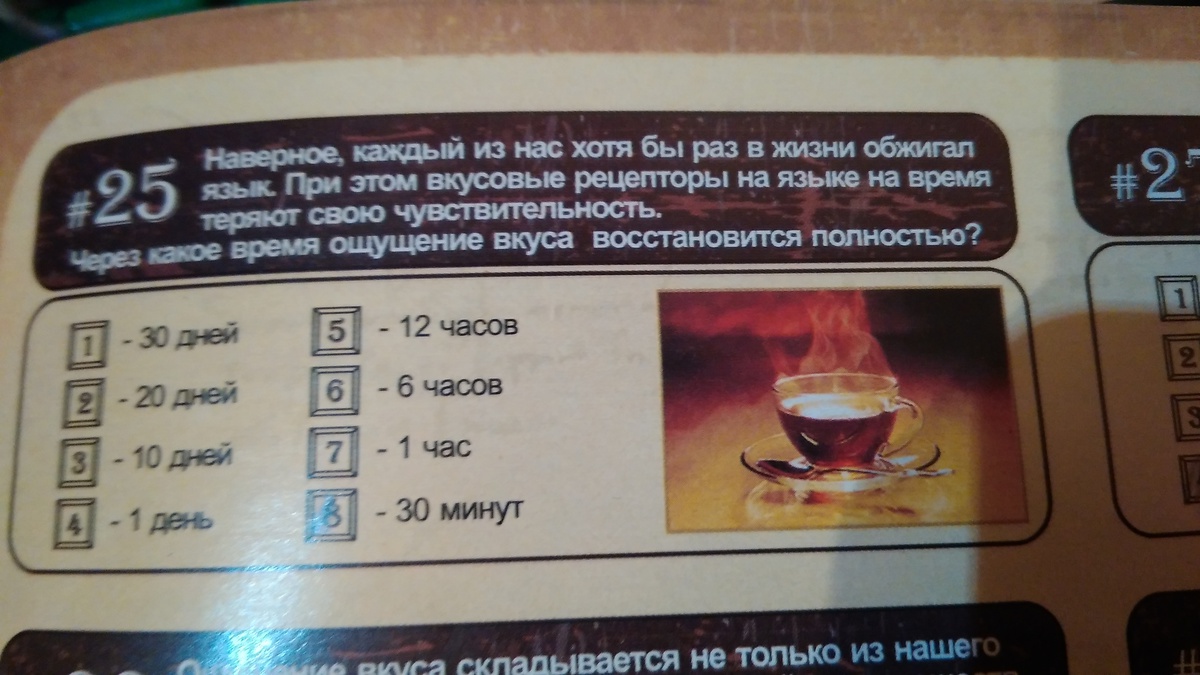 #25
Наверное, каждый из нас хотя бы раз в жизни обжигал
язык. При этом вкусовые рецепторы на языке на время
теряют свою чувствительность.
Через какое время ощущение вкуса восстановится полностью?
1 - 30 дней
2 - 20 дней
3 - 10 дней
4 - 1 день
5 - 12 часов
6 - 6 часов
7 - 1 час
8 - 30 минут
#2
1
2
3
вкуса складывается не только из нашего
#